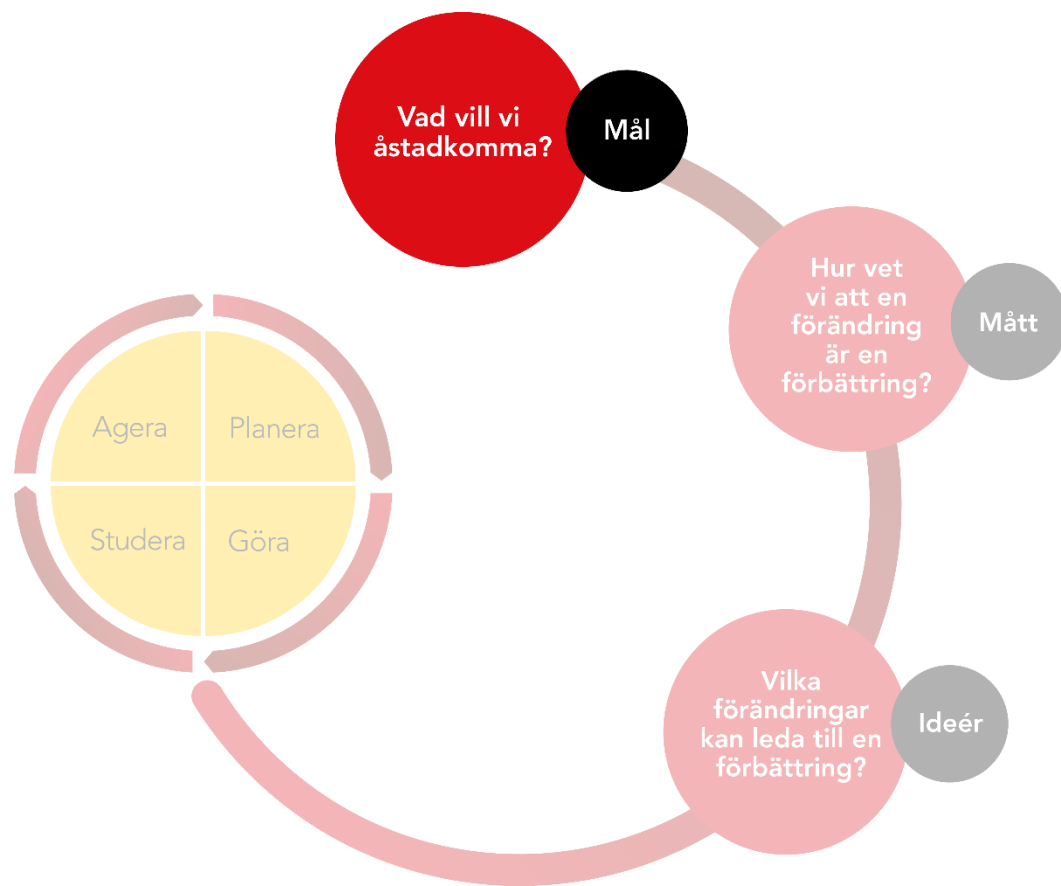 Vad vill vi
åstadkomma?
Mål
Hur vet
vi att en
förändring
är en
förbättring?
Mått
Vilka
förändringar
kan leda till en
förbättring?
Ideér
Agera
Planera
Studera
Göra